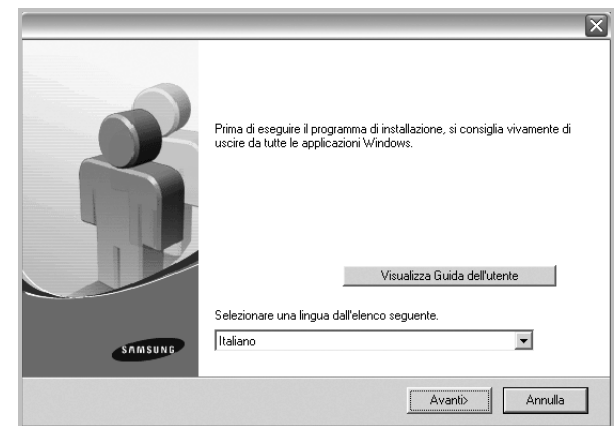 Prima di eseguire il programma di installazione, si consiglia vivamente di
uscire da tutte le applicazioni Windows.
Visualizza Guida dell'utente
Selezionare una lingua dall'elenco seguente.
Italiano
SAMSUNG
Avanti>
Annulla